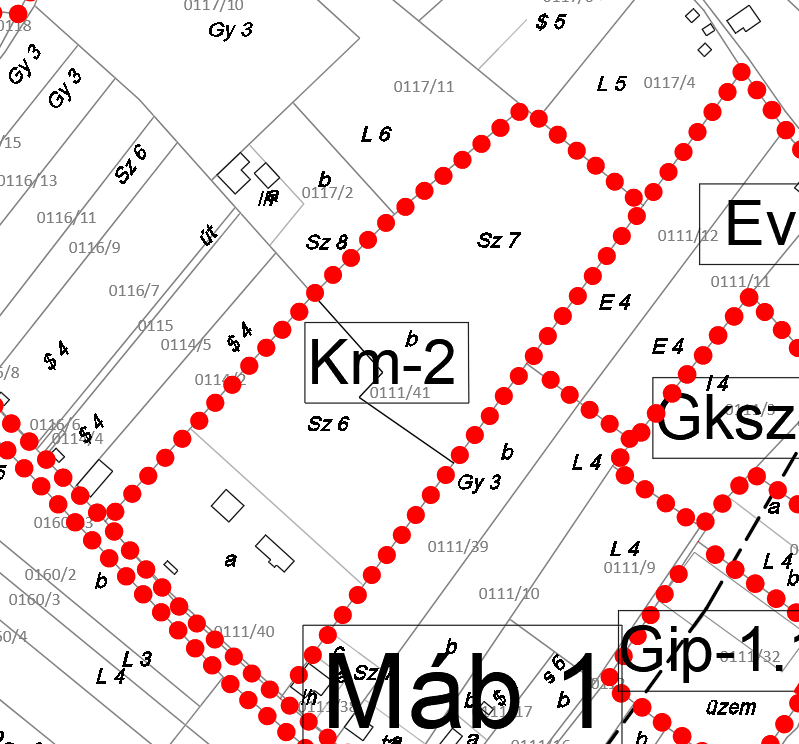 0117/10
Gy 3
$ 5
0118
Gy 3
Gy 3
0117/11
L 5
0117/4
L 6
/15
Sz 6
0116/13
b
0117/2
0116/11
0116/9
út
Sz 8
Sz 7
0111/12
Ev
0116/7
0111/11
E 4
0115
$ 4
0114/5
b
E 4
$ 4
Km-2
0111/41
L 4
Gksz
Sz 6
$ 4
0116/6
b
L 4
Gy 3
a
0111/39
L 4
0111/9
L 4
a
0160/2
b
0160/3
0111/10
b
0111/40
L 3
L 4
Máb 1
b
Gip-1.
0111/32
b
üzem
b
a